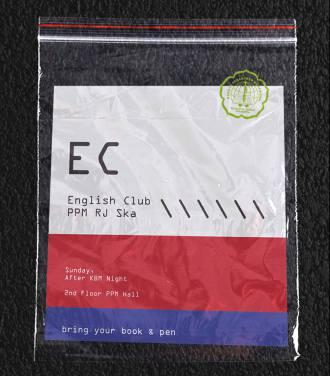 EC
English Club
PPM RJ Ska
Sunday,
After KBM Night
2nd Floor PPM Hall
bring your book & pen